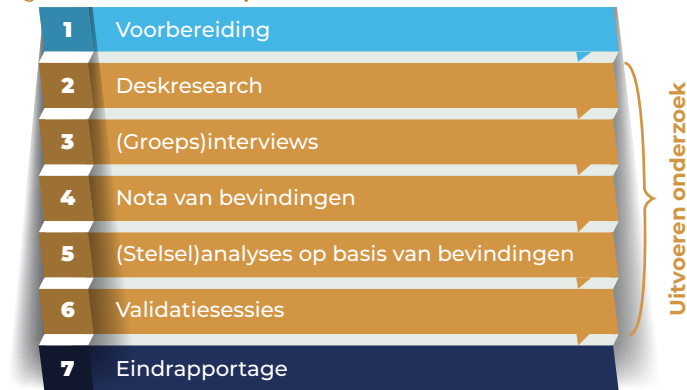 1 Voorbereiding
2 Deskresearch
3 (Groeps)interviews
4 Nota van bevindingen
5 (Stelsel)analyses op basis van bevindingen
6 Validatiesessies
7 Eindrapportage
Uitvoeren onderzoek